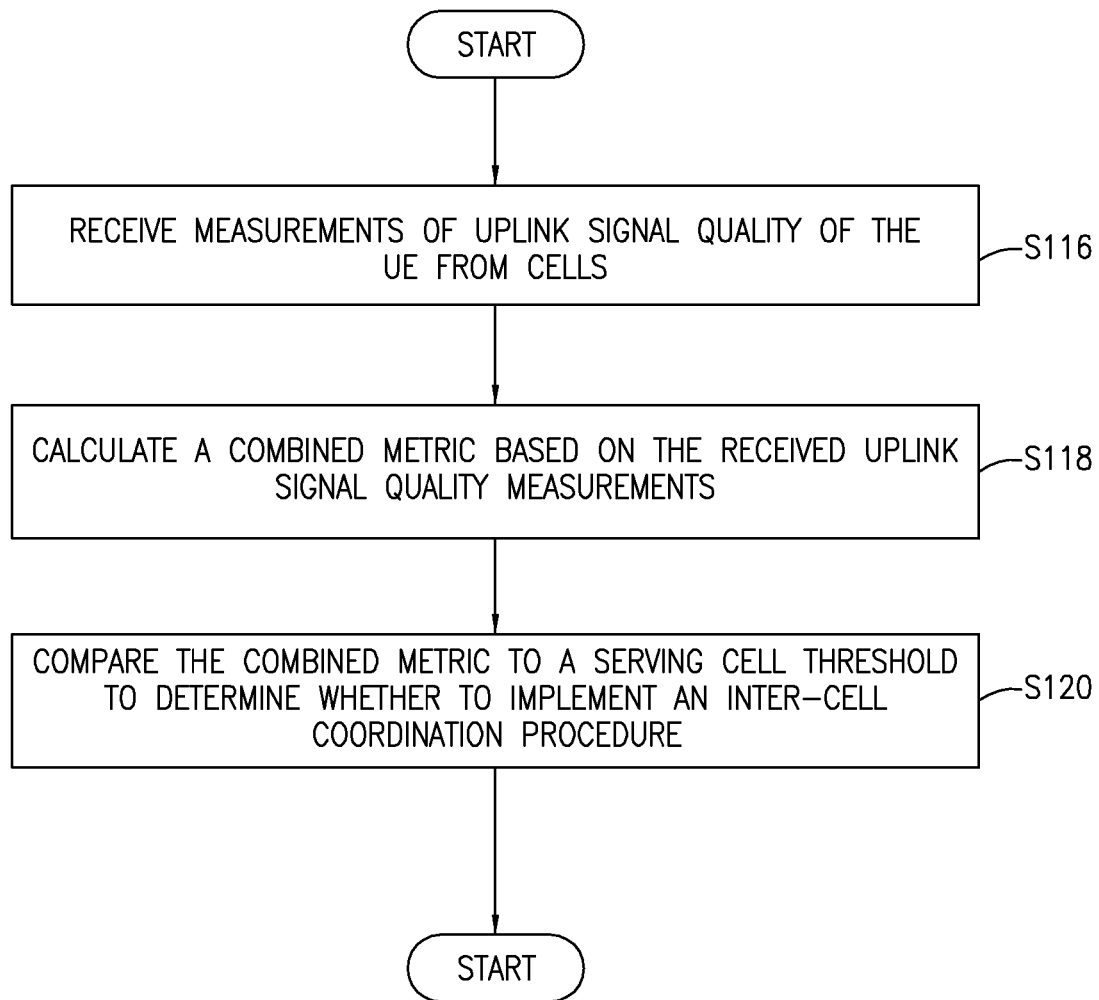 START
RECEIVE MEASUREMENTS OF UPLINK SIGNAL QUALITY OF THE
UE FROM CELLS
S116
CALCULATE A COMBINED METRIC BASED ON THE RECEIVED UPLINK
SIGNAL QUALITY MEASUREMENTS
S118
COMPARE THE COMBINED METRIC TO A SERVING CELL THRESHOLD
TO DETERMINE WHETHER TO IMPLEMENT AN INTER-CELL
COORDINATION PROCEDURE
S120
START